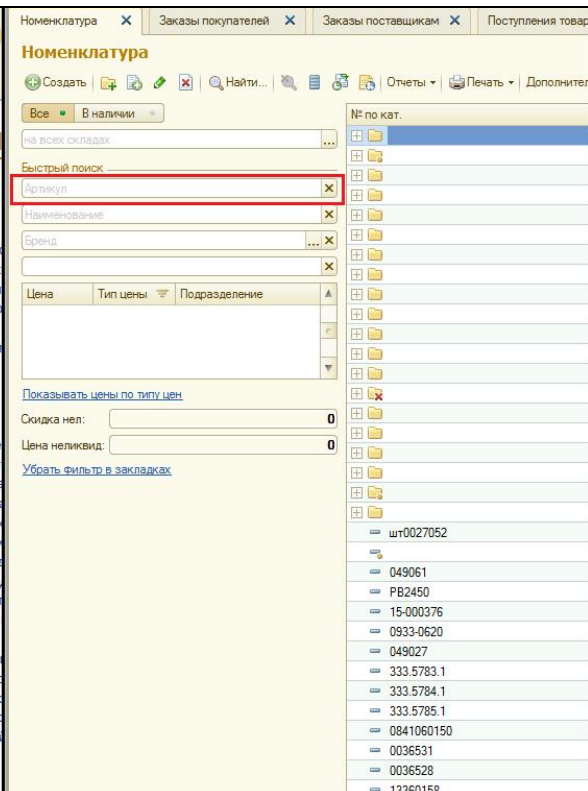 Номенклатура Заказы покупателей Заказы поставщикам Поступления товар
Номенклатура
Создать Найти... Отчеты Печать Дополнител
Все В наличии
на всех складах
Быстрый поиск
Артикул
Наименование
Бренд
Цена Тип цены Подразделение
Показывать цены по типу цен
Скидка нел: 0
Цена неликвид: 0
Убрать фильтр в закладках
№ по кат.
шт0027052
049061
PB2450
15-000376
0933-0620
049027
333.5783.1
333.5784.1
333.5785.1
0841060150
0036531
0036528
12260158